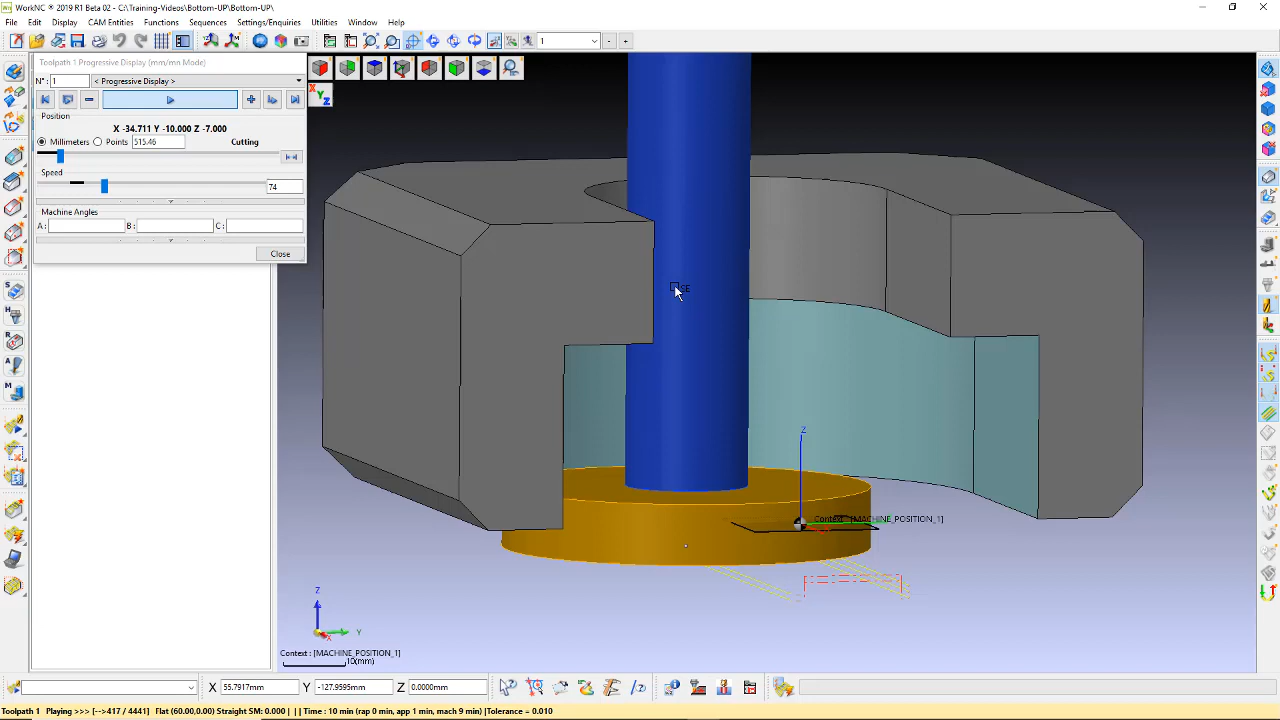 WorkNC ® 2019 R1 Beta 02 - C:\Training-Videos\Bottom-UP\Bottom-UP\
File Display CAM Entities Functions Sequences Settings/Enquiries Utilities Window Help
1
Toolpath 1 Progressive Display (mm/mn Mode)
N° : 1 < Progressive Display >
Position
X -34.711 Y -10.000 Z -7.000
Millimeters Points 515.46 Cutting
Speed
74
Machine Angles
A : B : C :
Close
X
Y
Z
SE
Z
Context : [MACHINE_POSITION_1]
Z
Y
X
Context : [MACHINE_POSITION_1]
10(mm)
X 55.7917mm Y -127.9595mm Z 0.0000mm
Toolpath 1 Playing >>> [-->417 / 4441] Flat (60.00,0.00) Straight SM: 0.000 | | | Time : 10 min (rap 0 min, app 1 min, mach 9 min) |Tolerance = 0.010